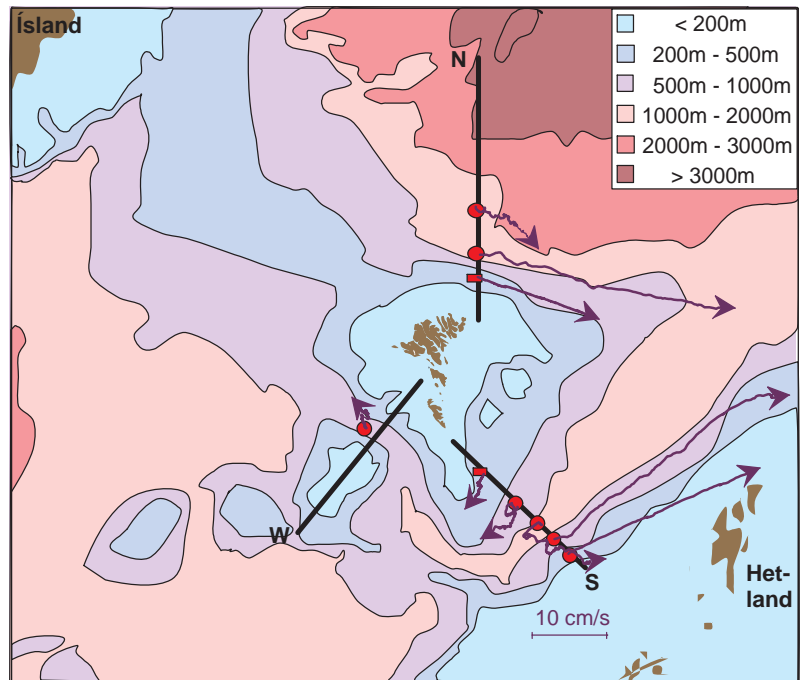 Ísland
N
< 200m
200m - 500m
500m - 1000m
1000m - 2000m
2000m - 3000m
> 3000m
W
S
Het-
land
10 cm/s